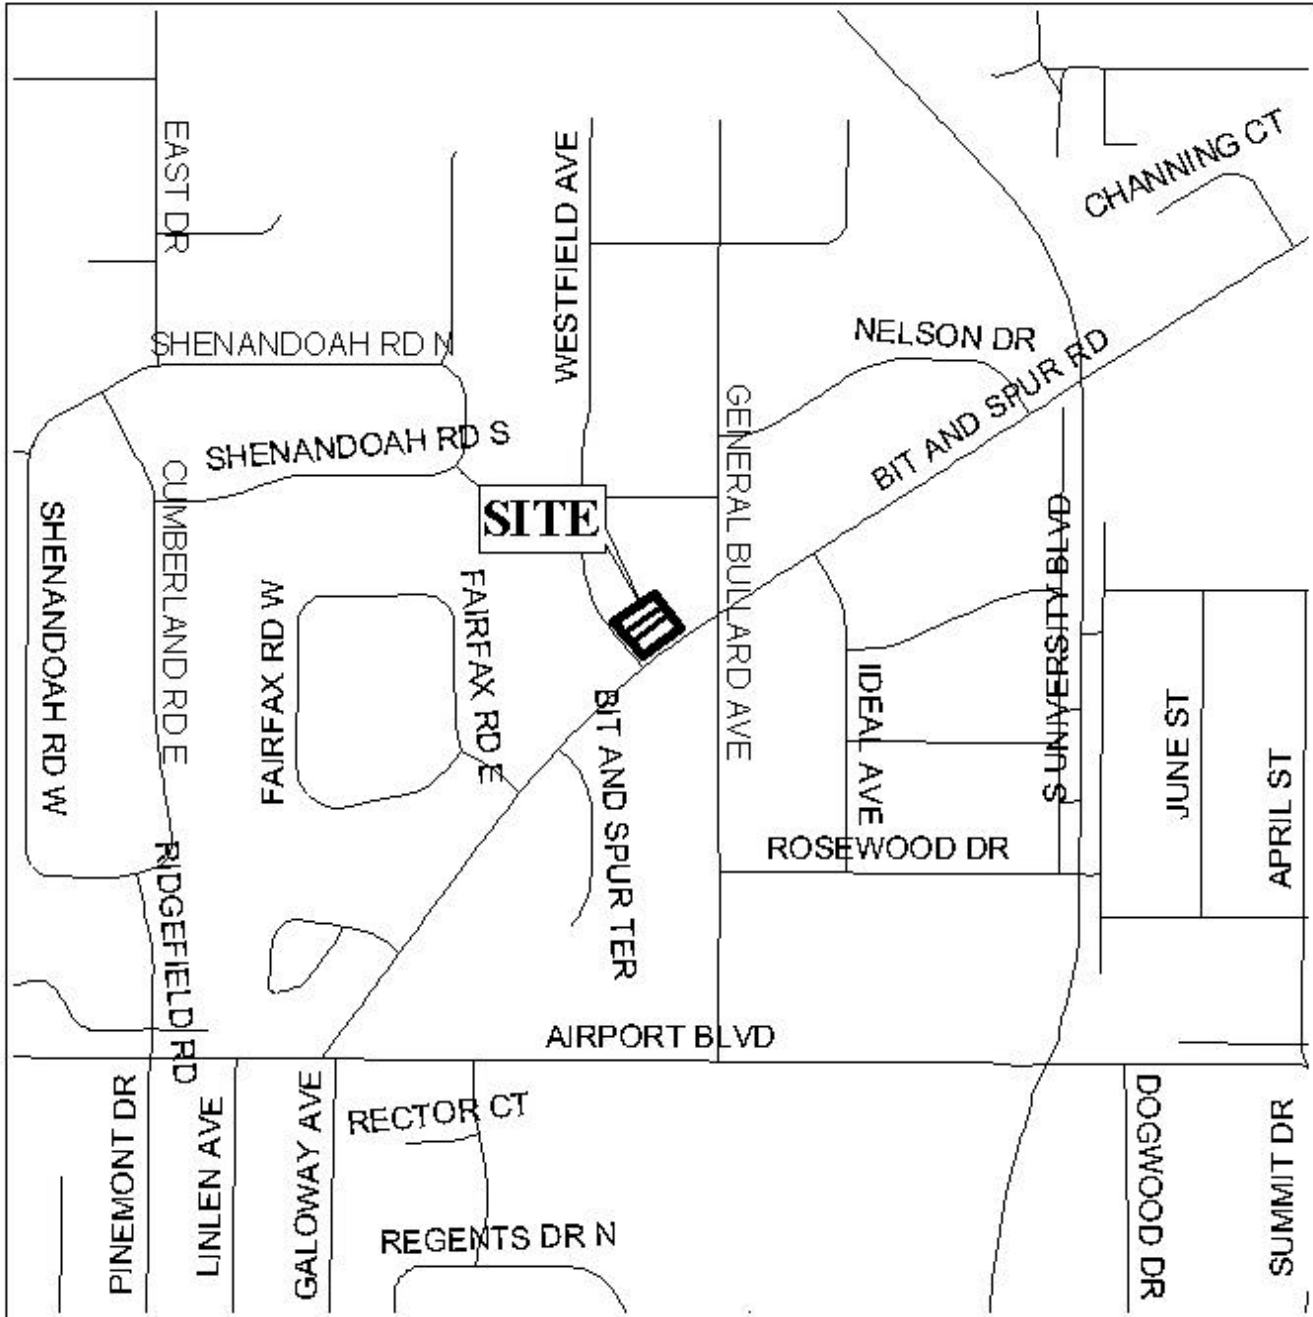 CHANNING CT
EAST DR
WESTFIELD AVE
SHENANDOAH RD N
NELSON DR
BIT AND SPUR RD
GENERAL BULLARD AVE
SHENANDOAH RD S
CUMBERLAND RD E
SITE
SHENANDOAH RD W
FAIRFAX RD W
FAIRFAX RD E
S UNIVERSITY BLVD
IDEAL AVE
JUNE ST
APRIL ST
BIT AND SPUR TER
ROSEWOOD DR
RIDGEFIELD RD
AIRPORT BLVD
PINEMONT DR
LINLEN AVE
GALOWAY AVE
RECTOR CT
DOGWOOD DR
SUMMIT DR
REGENTS DR N